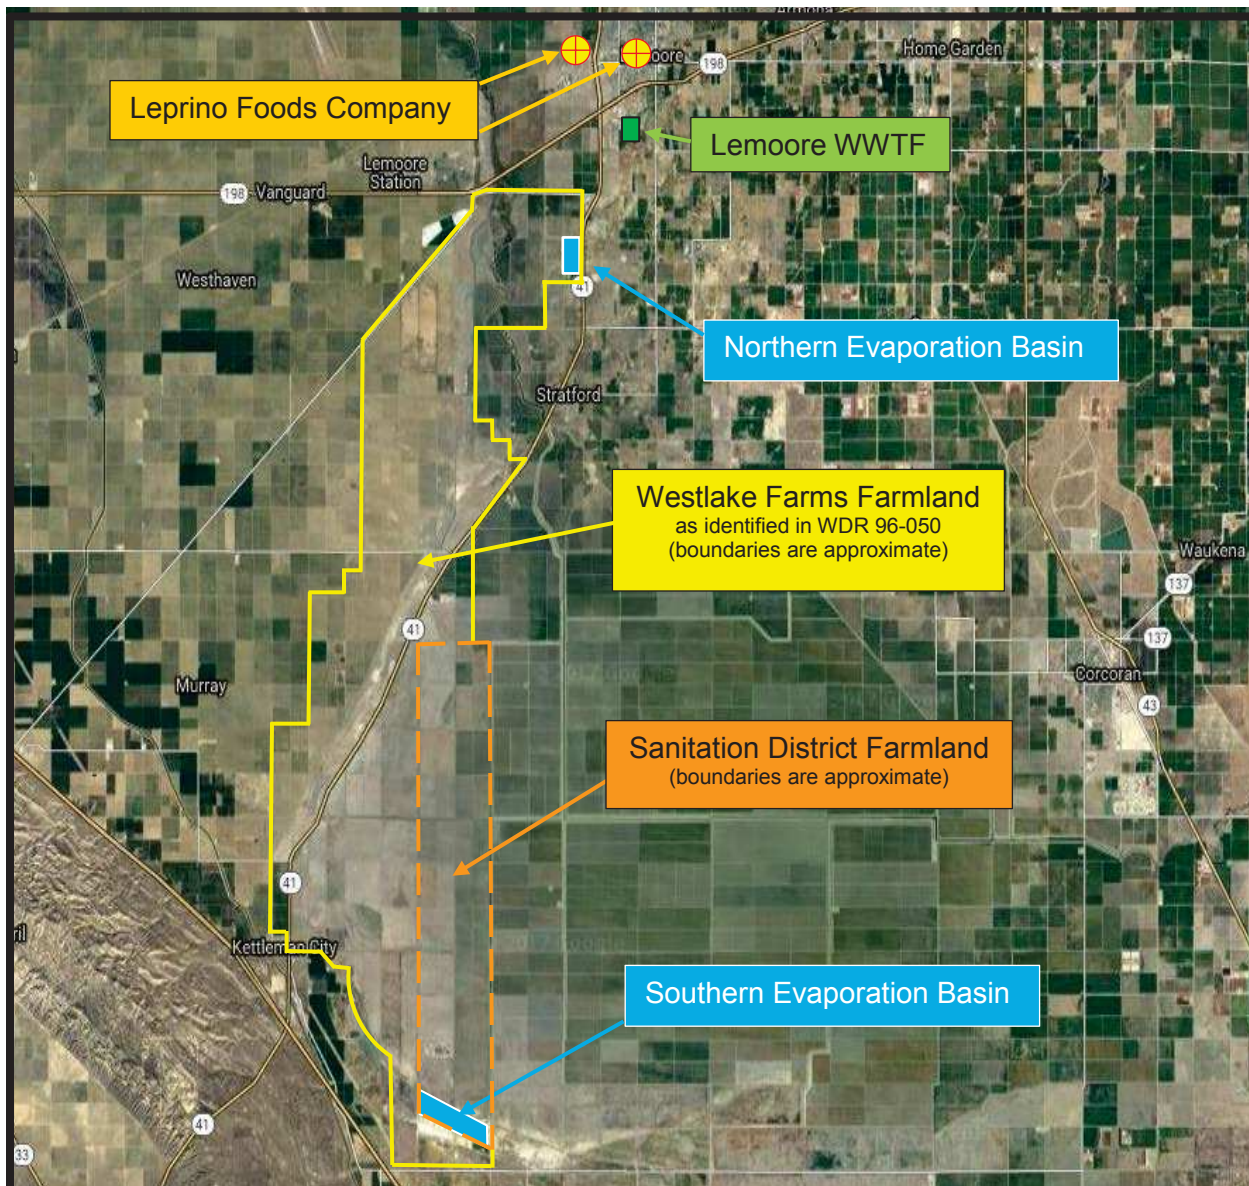 Armona
Home Garden
Lemoore
198
Leprino Foods Company
Lemoore WWTF
Lemoore
Station
198
Vanguard
Westhaven
41
Northern Evaporation Basin
Stratford
Westlake Farms Farmland
as identified in WDR 96-050
(boundaries are approximate)
Waukena
137
41
137
Corcoran
Murray
43
Sanitation District Farmland
(boundaries are approximate)
41
Kettleman City
Southern Evaporation Basin
41
33